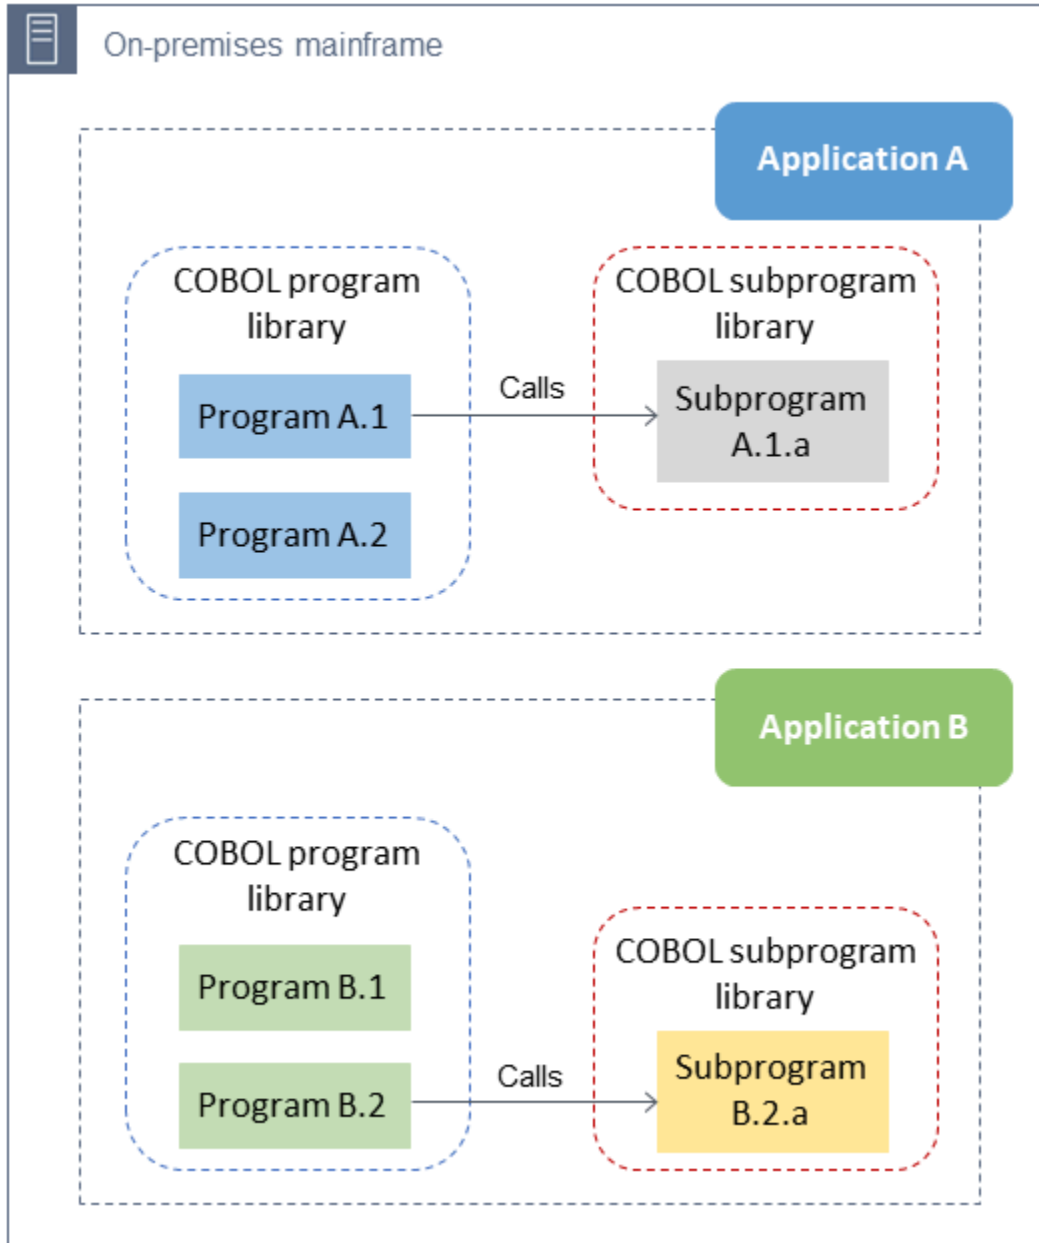 On-premises mainframe
Application A
COBOL program
library
COBOL subprogram
library
Program A.1
Calls
Subprogram
A.1.a
Program A.2
Application B
COBOL program
library
COBOL subprogram
library
Program B.1
Program B.2
Calls
Subprogram
B.2.a